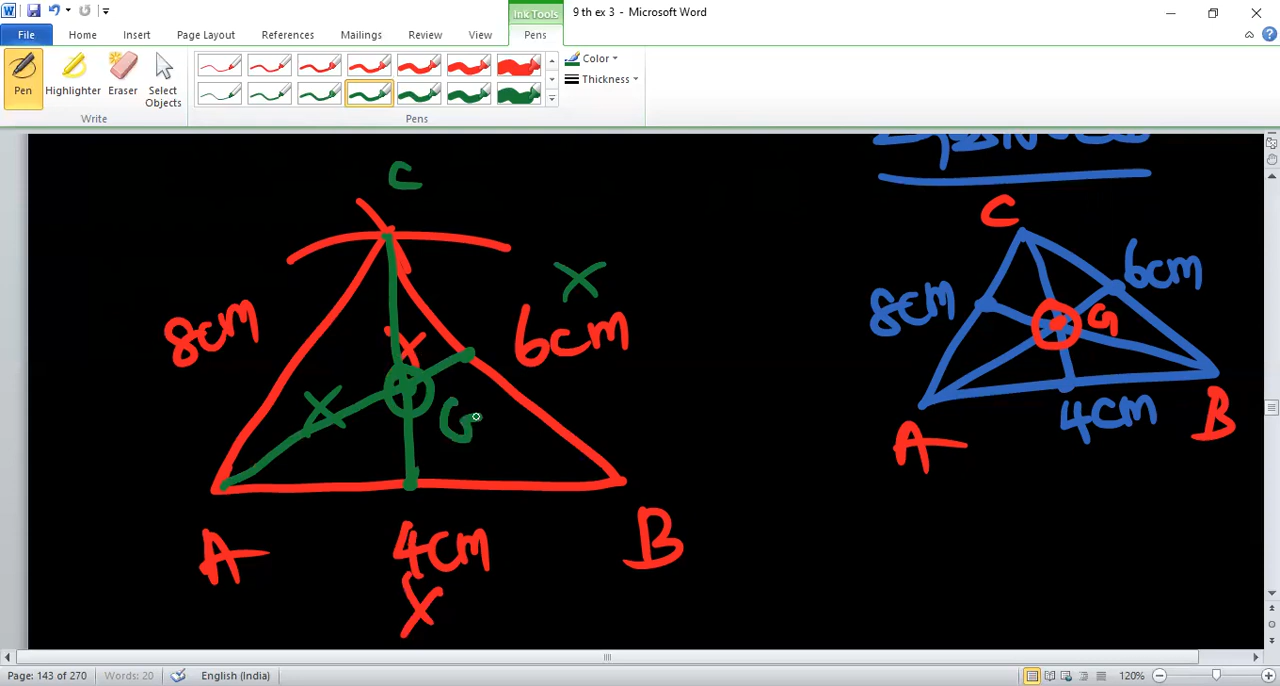 Ink Tools
9 th ex 3 - Microsoft Word
File Home Insert Page Layout References Mailings Review View Pens
Pen Highlighter Eraser Select Objects
Color
Thickness
Write
Pens
C
C
8cm
6cm
8cm
6cm
G
G
4cm
A
B
A
4cm
B
Page: 143 of 270 Words: 20 English (India) 120%